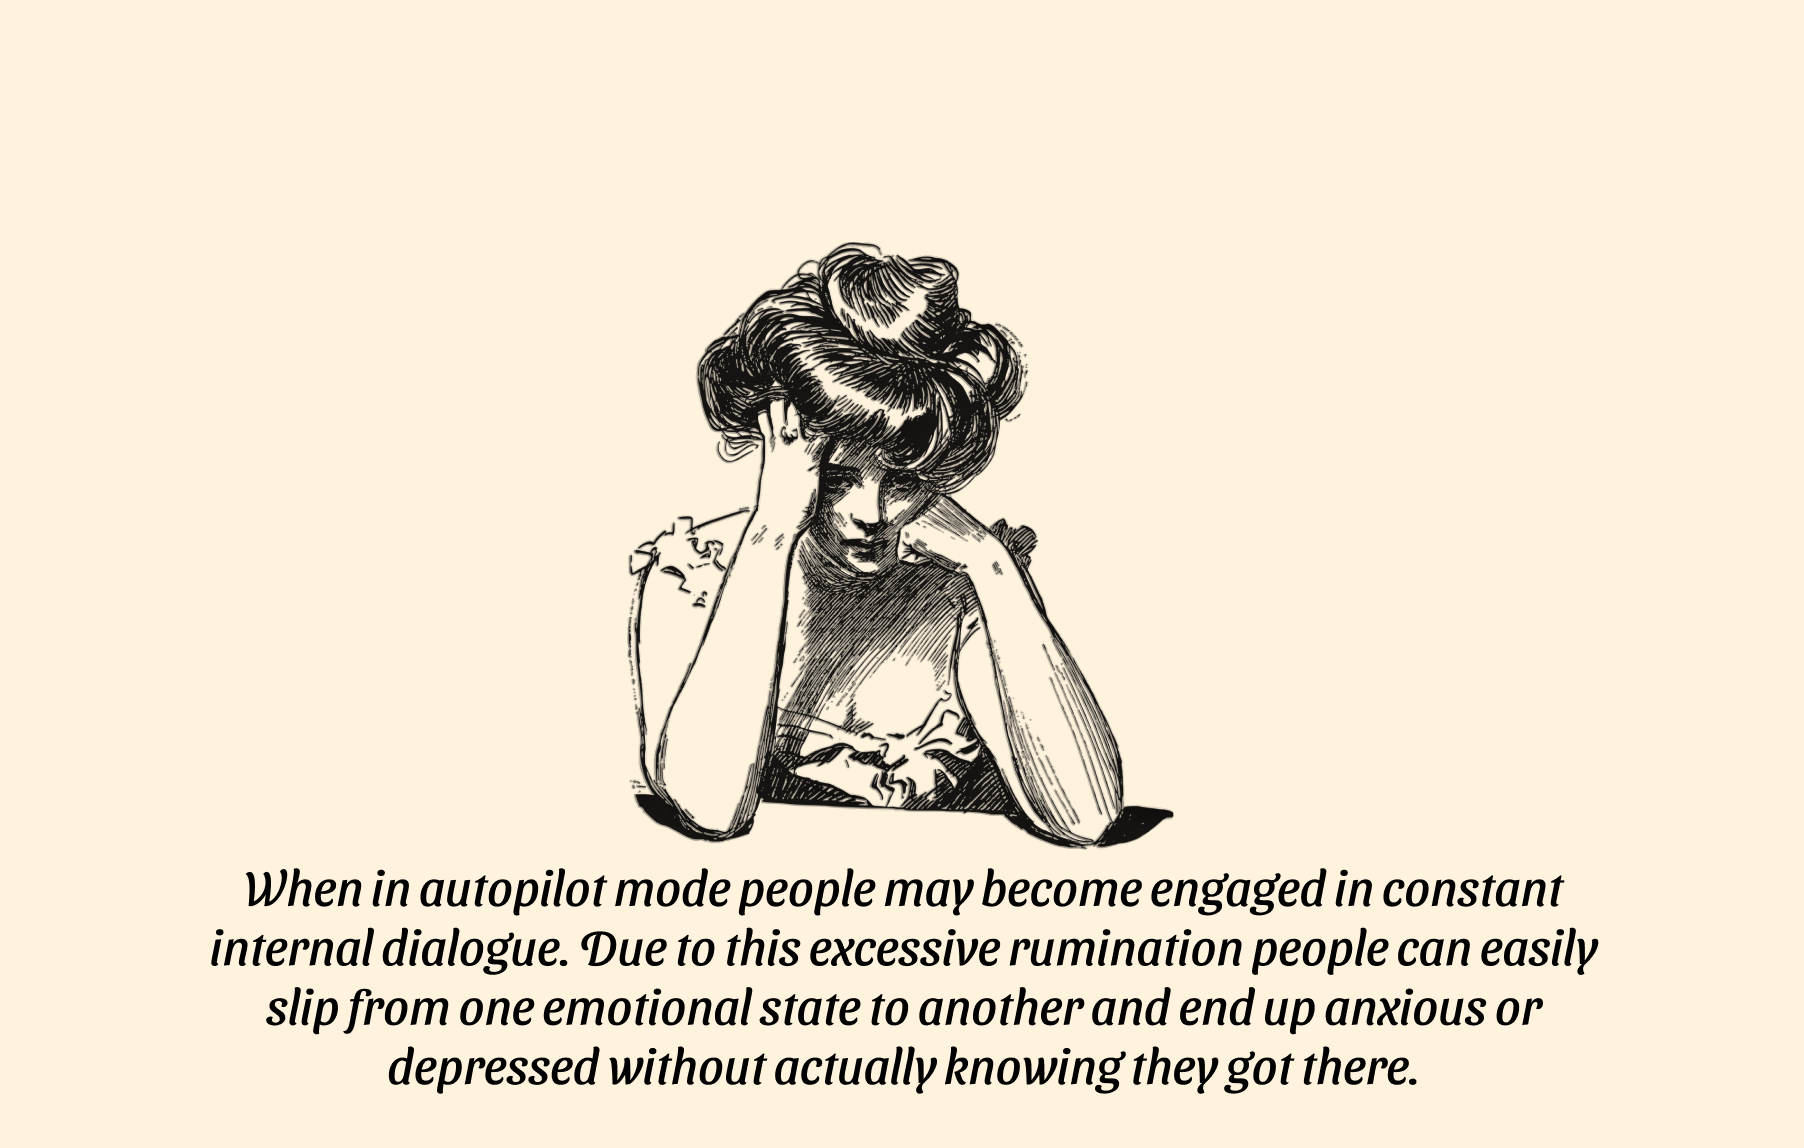 When in autopilot mode people may become engaged in constant
internal dialogue. Due to this excessive rumination people can easily
slip from one emotional state to another and end up anxious or
depressed without actually knowing they got there.